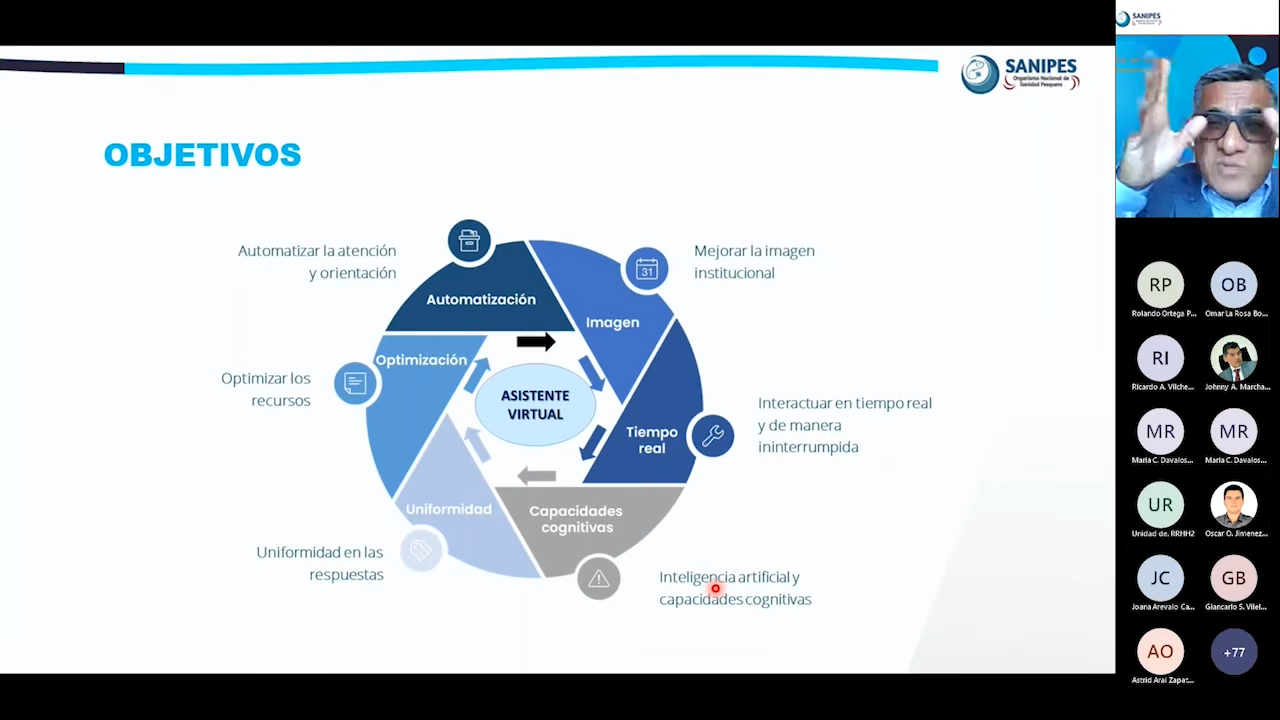 SANIPES
Organismo Nacional de
Sanidad Pesquera
OBJETIVOS
Automatizar la atención
y orientación
Automatización
Mejorar la imagen
institucional
31
Imagen
Optimizar los
recursos
Optimización
ASISTENTE
VIRTUAL
Interactuar en tiempo real
y de manera
ininterrumpida
Tiempo
real
Uniformidad en las
respuestas
Uniformidad
Capacidades
cognitivas
Inteligencia artificial y
capacidades cognitivas
SANIPES
RP
Rolando Ortega P...
OB
Omar La Rosa Bo...
RI
Ricardo A. Vilche...
Johnny A. Marcha...
MR
Maria C. Davalos...
MR
Maria C. Davalos...
UR
Unidad de. RRHH2
Oscar O. Jimenez...
JC
Joana Arevalo Ca...
GB
Giancarlo S. Vilel...
AO
Astrid Arai Zapat...
+77